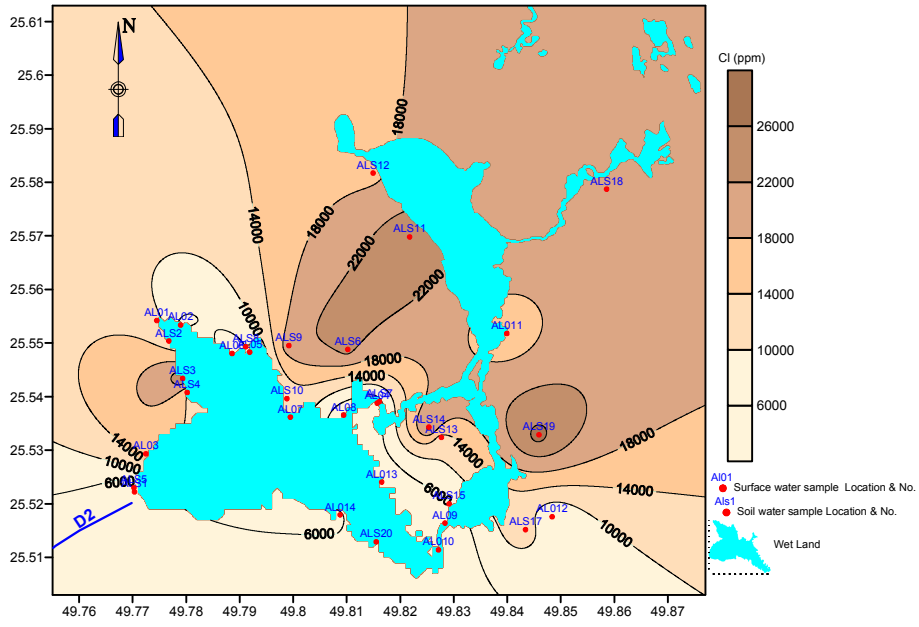 25.61
25.6
25.59
25.58
25.57
25.56
25.55
25.54
25.53
25.52
25.51
N
18000
ALS12
ALS18
14000
18000
ALS11
22000
22000
AL01
AL02
10000
ALS2
ALS9
ALS6
AL011
18000
14000
ALS3
ALS4
ALS10
AL07
AL08
ALS14
ALS13
ALS19
14000
18000
14000
AL03
10000
6000
AL013
6000
ALS15
14000
D2
AL014
6000
AL09
AL012
ALS17
10000
ALS20
AL010
49.76 49.77 49.78 49.79 49.8 49.81 49.82 49.83 49.84 49.85 49.86 49.87
Cl (ppm)
26000
22000
18000
14000
10000
6000
Al01
Surface water sample Location & No.
Als1
Soil water sample Location & No.
Wet Land